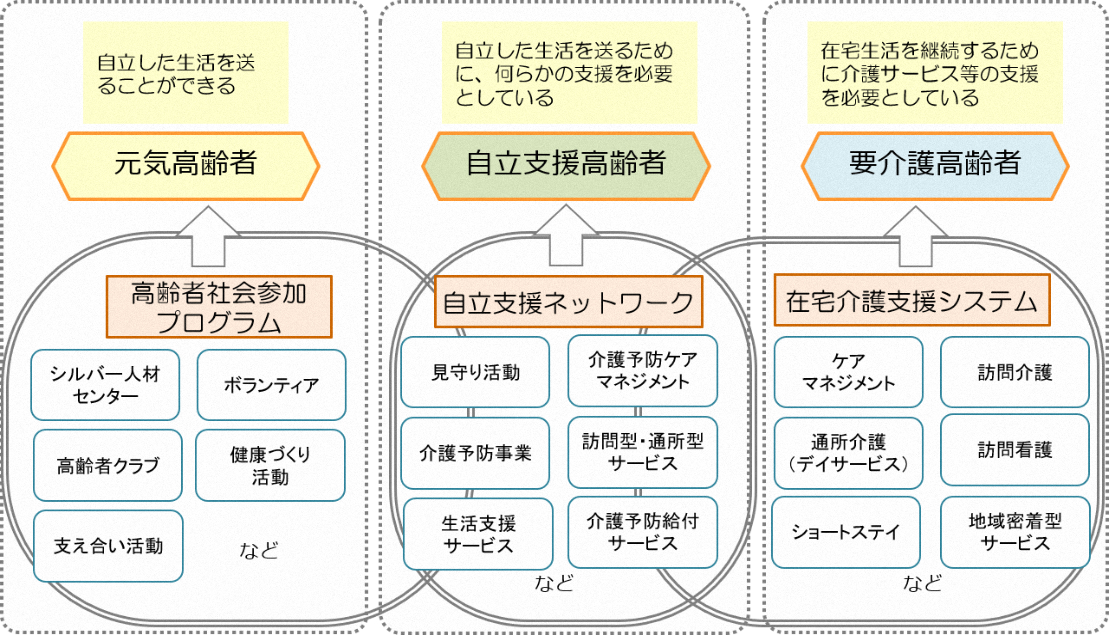 自立した生活を送
ることができる
元気高齢者
高齢者社会参加
プログラム
シルバー人材
センター
ボランティア
高齢者クラブ
健康づくり
活動
支え合い活動
など
自立した生活を送るため
に、何らかの支援を必要
としている
自立支援高齢者
自立支援ネットワーク
見守り活動
介護予防ケア
マネジメント
介護予防事業
訪問型・通所型
サービス
生活支援
サービス
介護予防給付
サービス
など
在宅生活を継続するため
に介護サービス等の支援
を必要としている
要介護高齢者
在宅介護支援システム
ケア
マネジメント
訪問介護
通所介護
（デイサービス）
訪問看護
ショートステイ
地域密着型
サービス
など